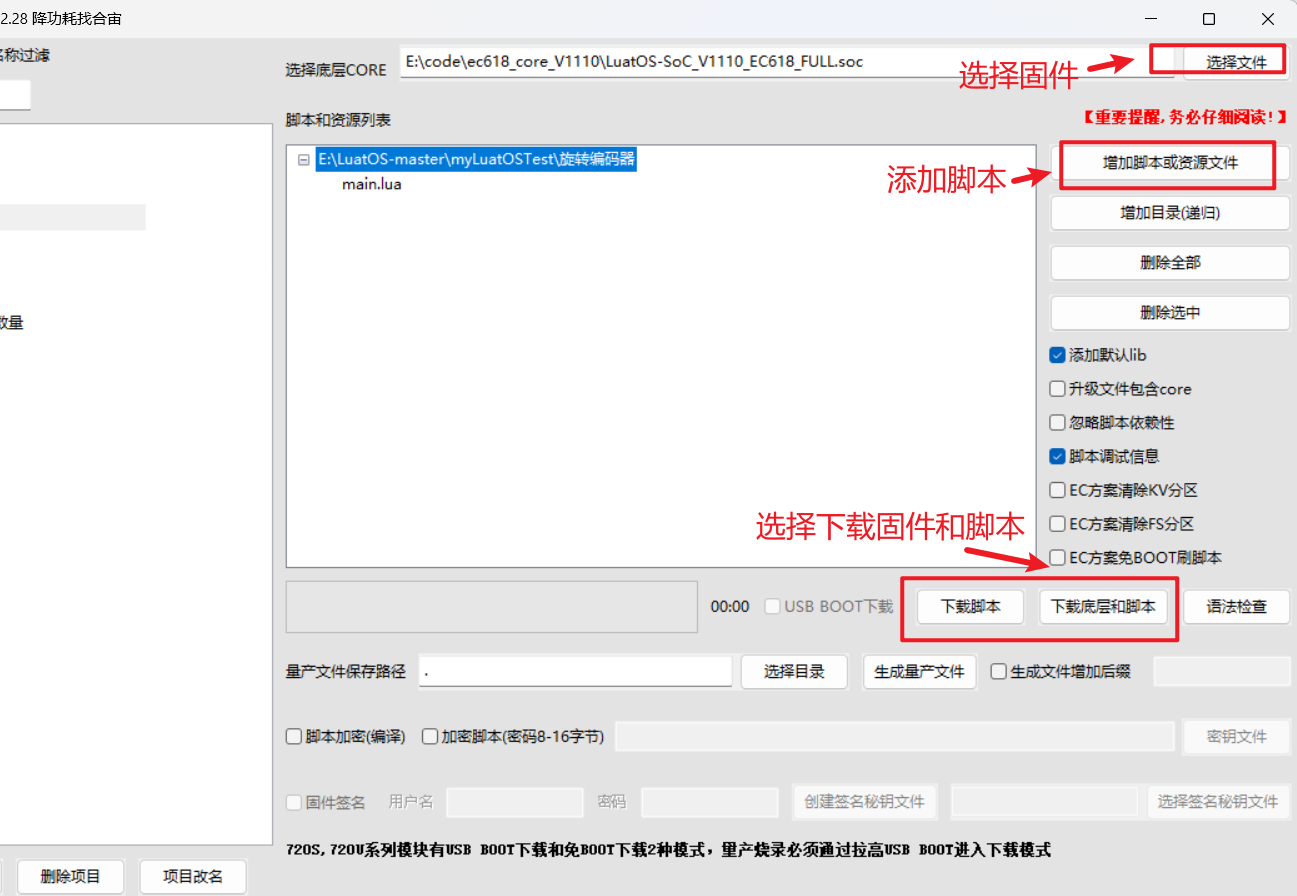 2.28 降功耗找合宙
名称过滤
选择底层CORE
E:\code\ec618_core_V1110\LuatOS-SoC_V1110_EC618_FULL.soc
选择固件
选择文件
脚本和资源列表
【重要提醒,务必仔细阅读!】
E:\LuatOS-master\myLuatOSTest\旋转编码器
main.lua
添加脚本
增加脚本或资源文件
增加目录(递归)
删除全部
删除选中
数量
添加默认lib
升级文件包含core
忽略脚本依赖性
脚本调试信息
EC方案清除KV分区
EC方案清除FS分区
EC方案免BOOT刷脚本
选择下载固件和脚本
00:00
USB BOOT下载
下载脚本
下载底层和脚本
语法检查
量产文件保存路径
.
选择目录
生成量产文件
生成文件增加后缀
脚本加密(编译)
加密脚本(密码8-16字节)
密钥文件
固件签名
用户名
密码
创建签名秘钥文件
选择签名秘钥文件
720S,720U系列模块有USB BOOT下载和免BOOT下载2种模式，量产烧录必须通过拉高USB BOOT进入下载模式
删除项目
项目改名